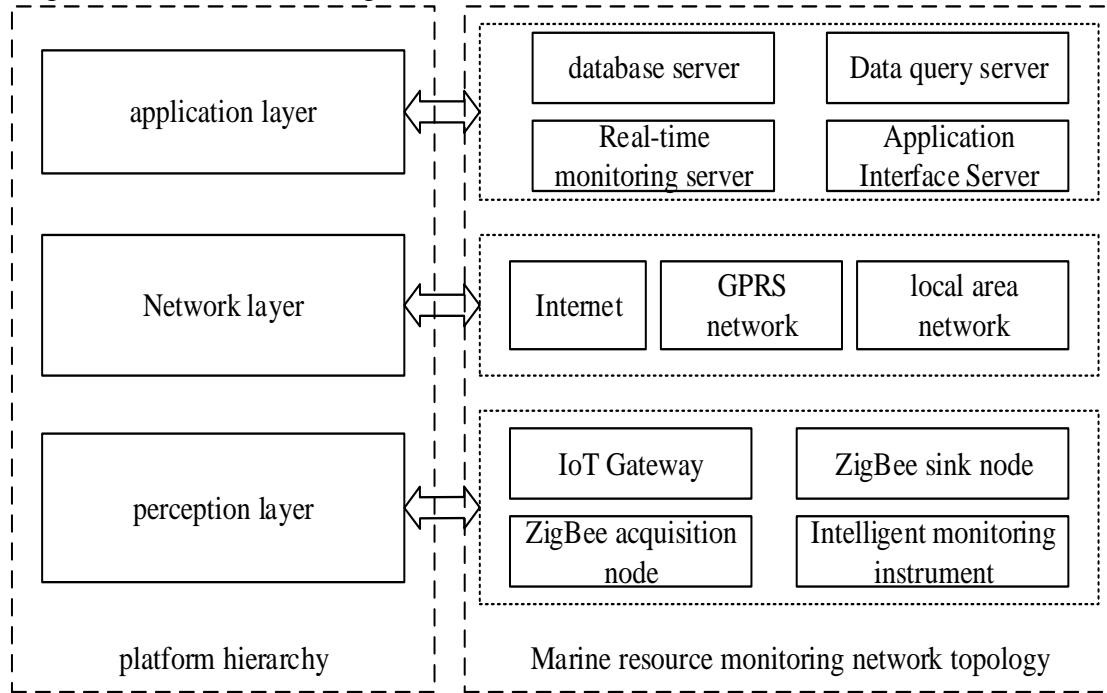 application layer
database server
Data query server
Real-time
monitoring server
Application
Interface Server
Network layer
Internet
GPRS
network
local area
network
perception layer
IoT Gateway
ZigBee sink node
ZigBee acquisition
node
Intelligent monitoring
instrument
platform hierarchy
Marine resource monitoring network topology